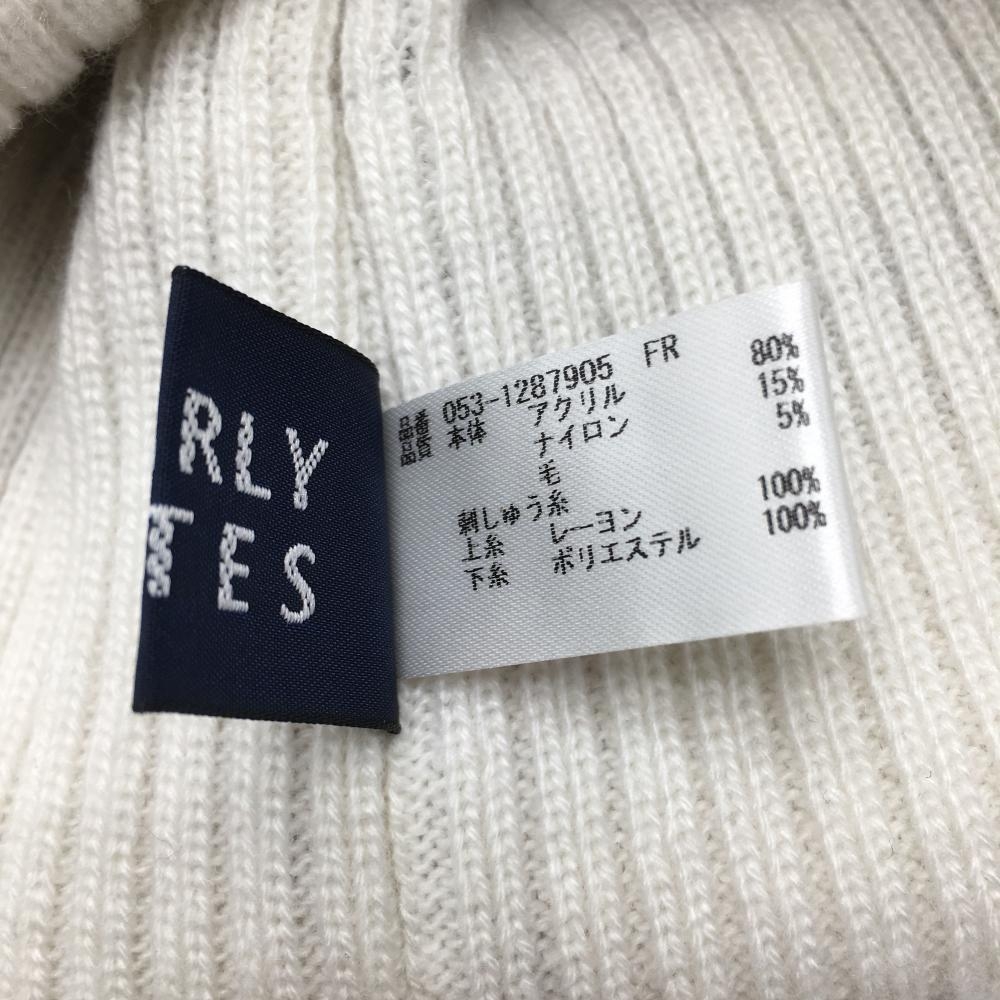 RLY
TES
品番 053-1287905 FR
品質 本体 アクリル 80%
ナイロン 15%
毛 5%
刺しゅう糸
上糸 レーヨン 100%
下糸 ポリエステル 100%